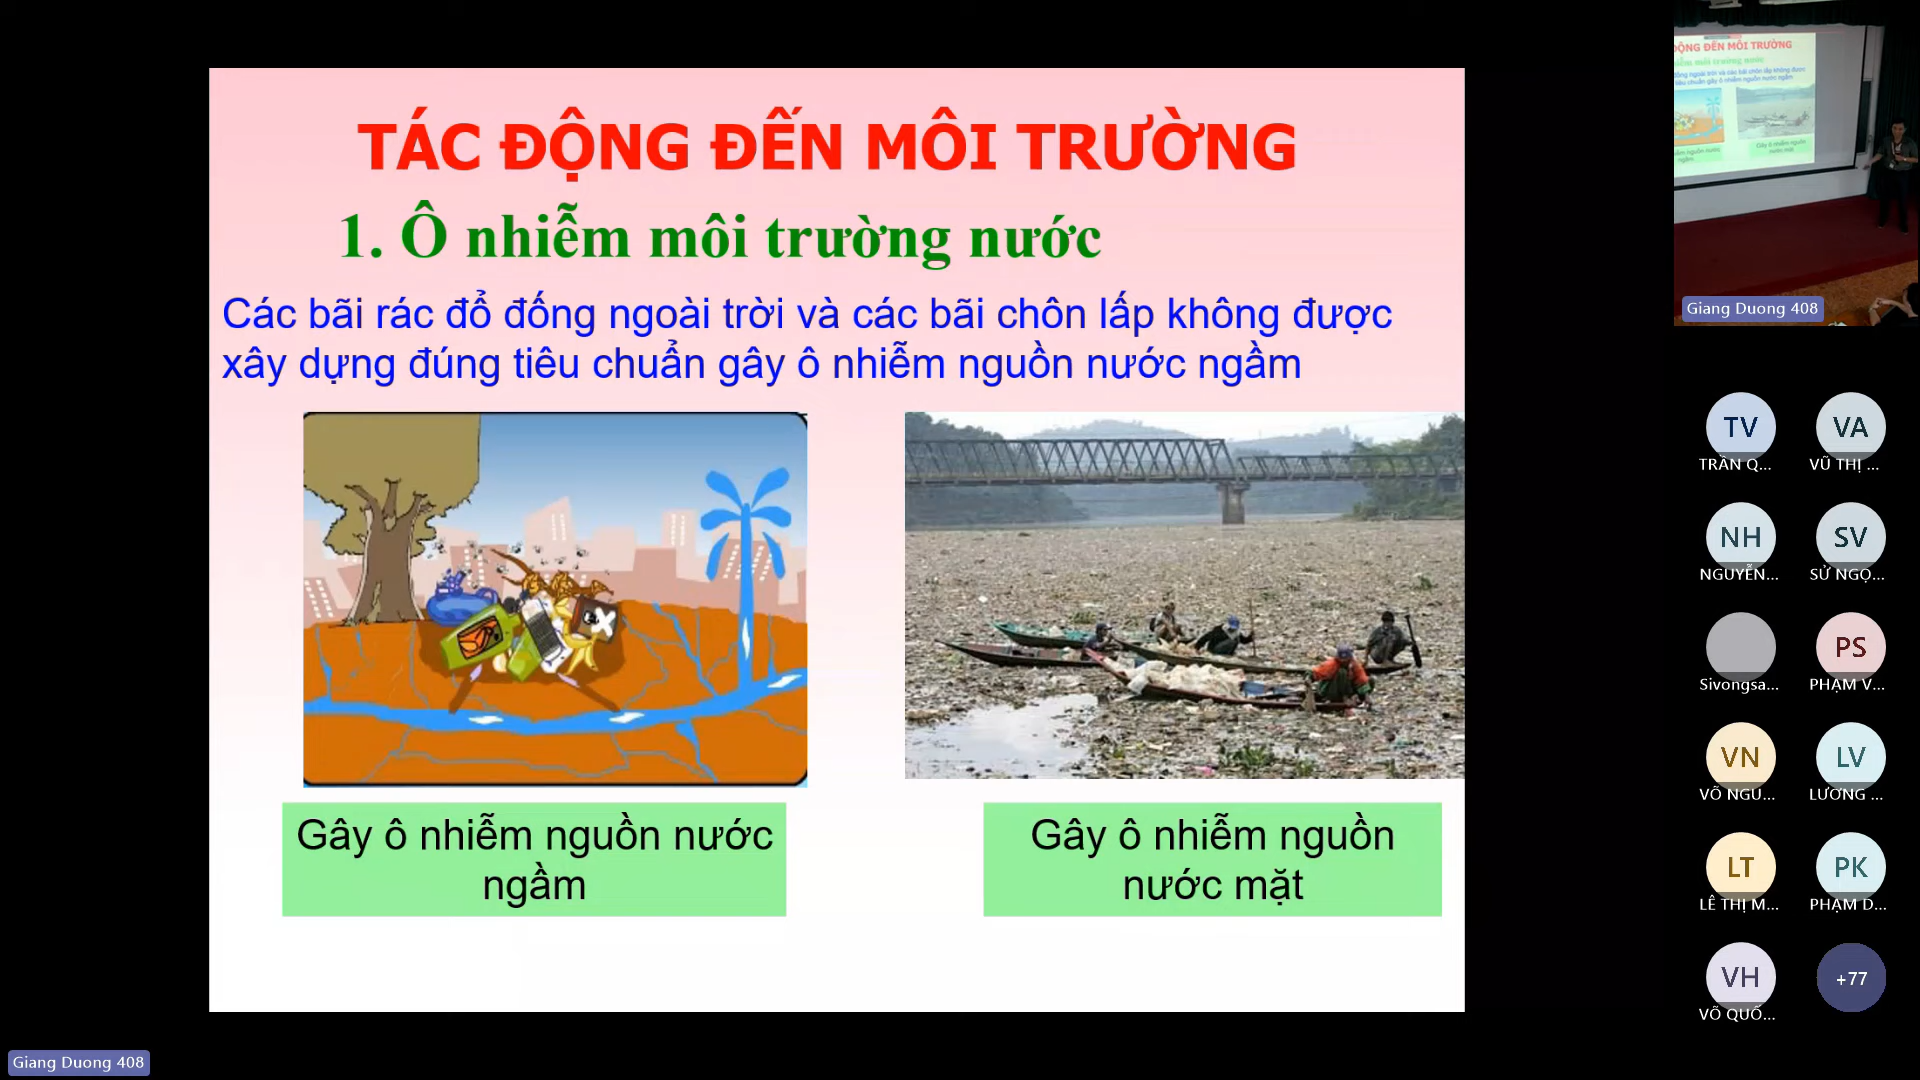 TÁC ĐỘNG ĐẾN MÔI TRƯỜNG
1. Ô nhiễm môi trường nước
Các bãi rác đổ đống ngoài trời và các bãi chôn lấp không được
xây dựng đúng tiêu chuẩn gây ô nhiễm nguồn nước ngầm
Gây ô nhiễm nguồn nước
ngầm
Gây ô nhiễm nguồn
nước mặt
Giang Duong 408
ĐỘNG ĐẾN MÔI TRƯỜNG
Giang Duong 408
TV
TRẦN Q...
VA
VŨ THỊ ...
NH
NGUYỄN...
SV
SỬ NGỌ...
Sivongsa...
PS
PHẠM V...
VN
VÕ NGU...
LV
LƯƠNG ...
LT
LÊ THỊ M...
PK
PHẠM D...
VH
VÕ QUỐ...
+77